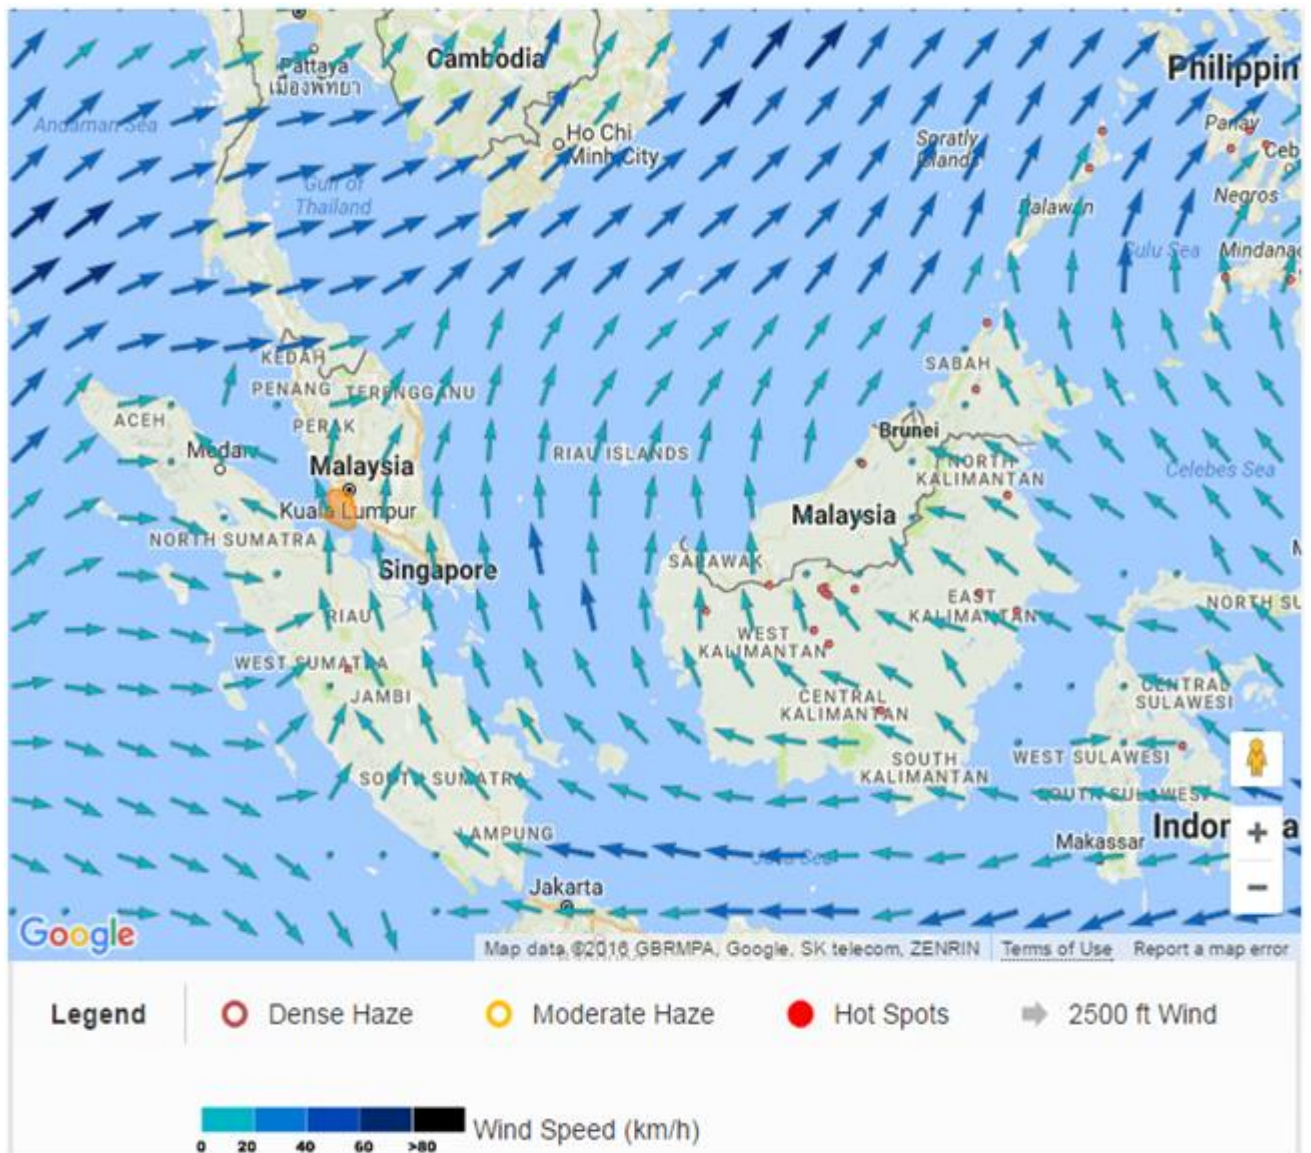 Pattaya
เมืองพัทยา
Cambodia
Philippin
Andaman Sea
Ho Chi
Minh City
Spratly
Islands
Panay
Ceb
Gulf of
Thailand
Palawan
Negros
Sulu Sea
Mindanao
KEDAH
PENANG
TERENGGANU
SABAH
ACEH
PERAK
Brunei
Medan
Malaysia
RIAU ISLANDS
NORTH
KALIMANTAN
Celebes Sea
Kuala Lumpur
Malaysia
NORTH SUMATRA
Singapore
SARAWAK
RIAU
EAST
KALIMANTAN
NORTH SU
WEST
KALIMANTAN
WEST SUMATRA
JAMBI
CENTRAL
KALIMANTAN
CENTRAL
SULAWESI
SOUTH SUMATRA
SOUTH
KALIMANTAN
WEST SULAWESI
SOUTH SULAWESI
LAMPUNG
Makassar
Java Sea
Jakarta
Google
Map data ©2016 GBRMPA, Google, SK telecom, ZENRIN Terms of Use Report a map error
Legend Dense Haze Moderate Haze Hot Spots 2500 ft Wind
Wind Speed (km/h)
0 20 40 60 >80